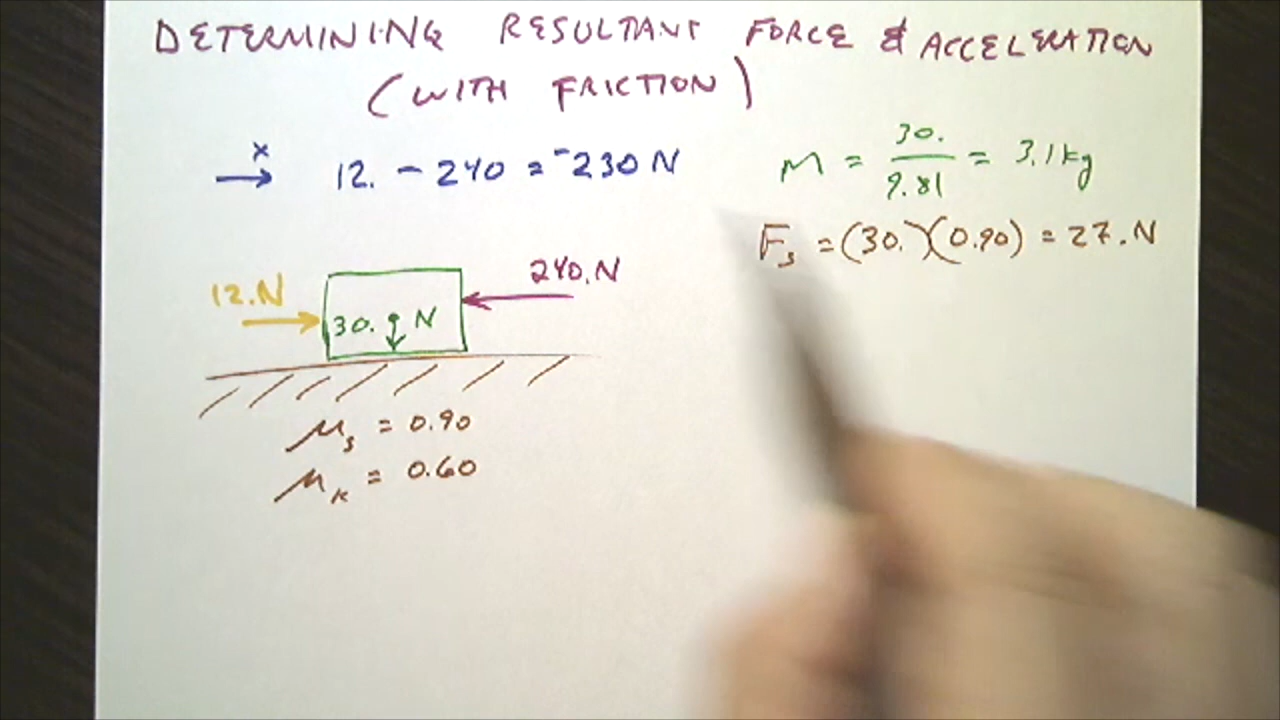 DETERMINING RESULTANT FORCE & ACCELERATION
(WITH FRICTION)
x
12. - 240 = -230 N
M = 30. / 9.81 = 3.1 kg
Fs = (30.)(0.90) = 27. N
12. N
240. N
30. N
μs = 0.90
μk = 0.60